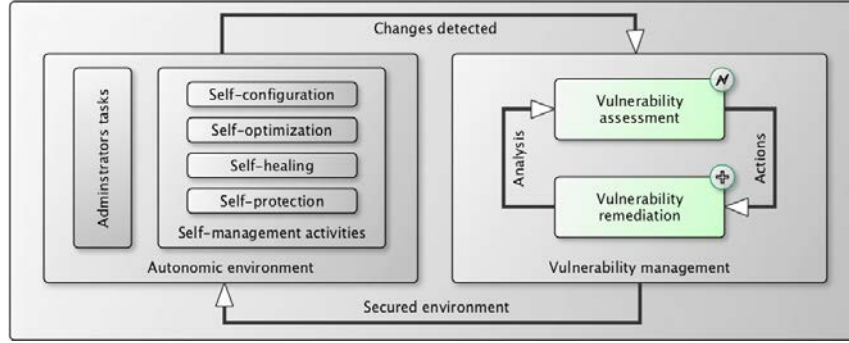 Changes detected
Adminstrators tasks
Self-configuration
Self-optimization
Self-healing
Self-protection
Self-management activities
Autonomic environment
Vulnerability
assessment
Analysis
Actions
Vulnerability
remediation
Vulnerability management
Secured environment